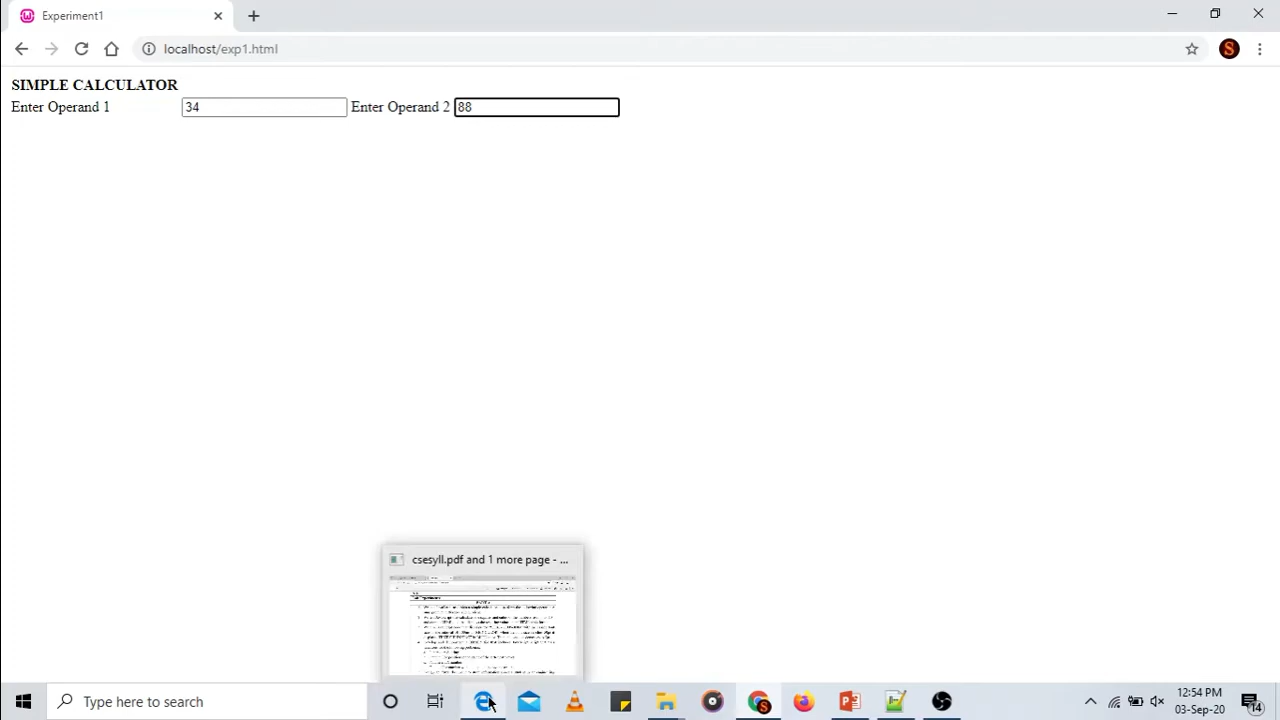 Experiment1
localhost/exp1.html
S
SIMPLE CALCULATOR
Enter Operand 1 34 Enter Operand 2 88
csesyll.pdf and 1 more page - ...
Type here to search
12:54 PM
03-Sep-20
14